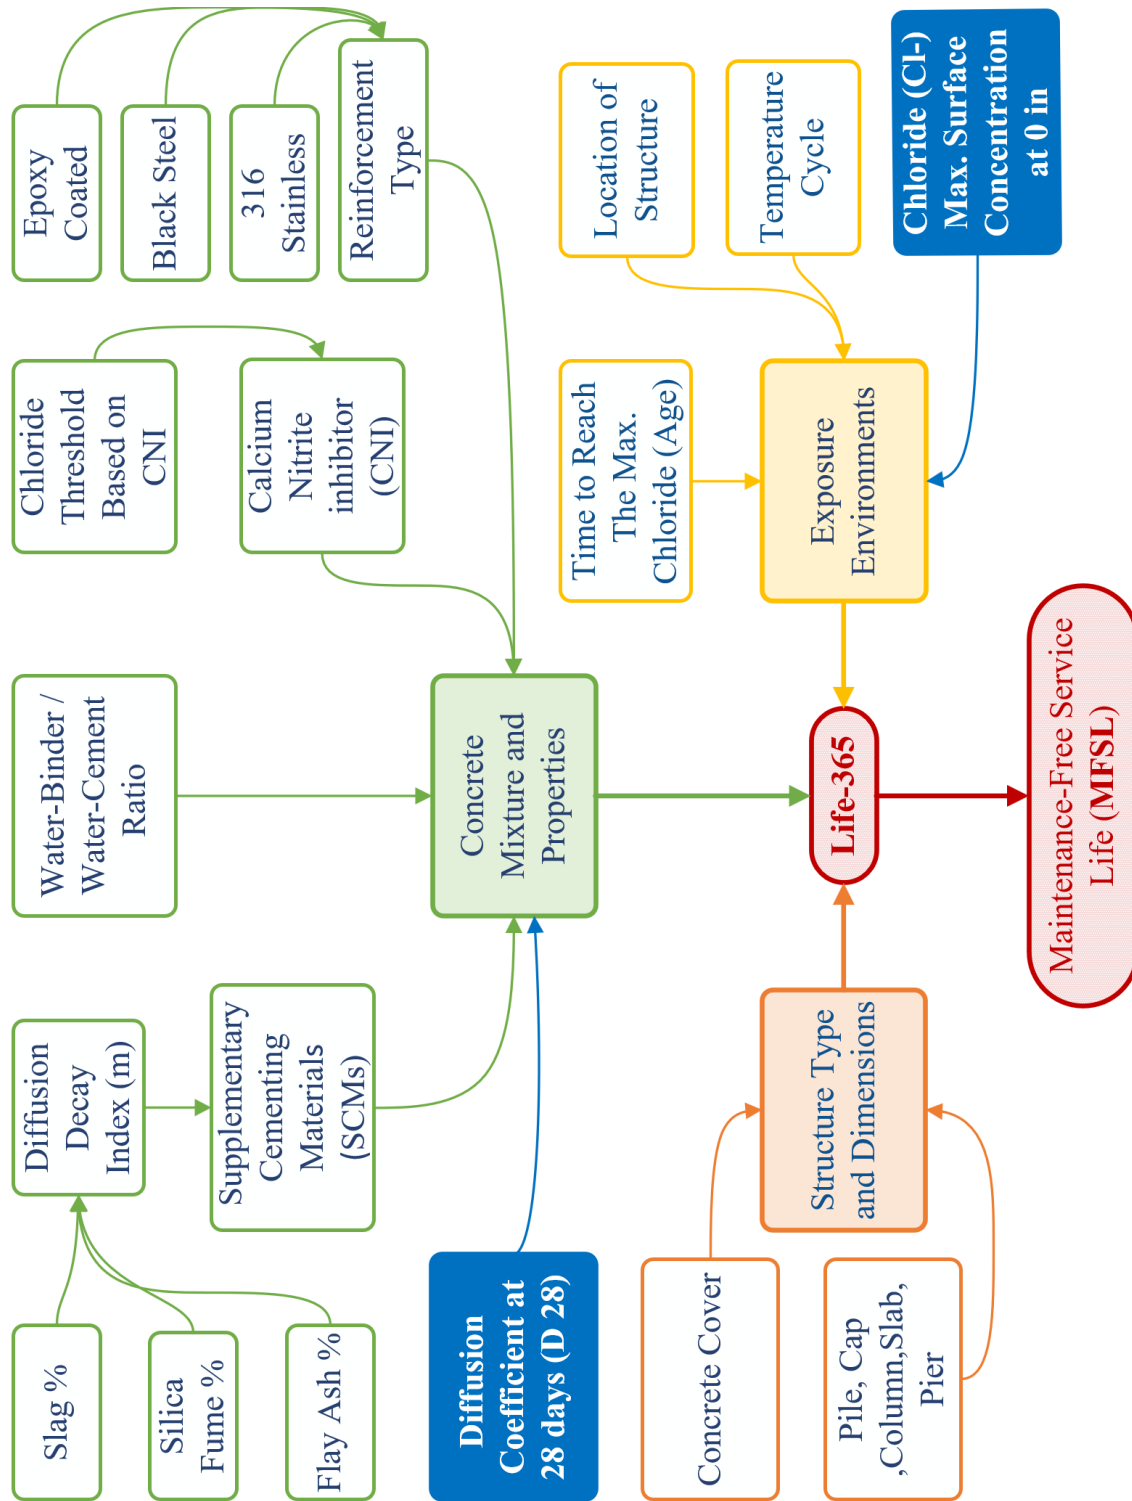 Slag %
Silica
Fume %
Flay Ash %
Diffusion
Decay
Index (m)
Supplementary
Cementing
Materials
(SCMs)
Water-Binder /
Water-Cement
Ratio
Chloride
Threshold
Based on
CNI
Calcium
Nitrite
inhibitor
(CNI)
Epoxy
Coated
Black Steel
316
Stainless
Reinforcement
Type
Diffusion
Coefficient at
28 days (D 28)
Concrete
Mixture and
Properties
Concrete Cover
Pile, Cap
,Column,Slab,
Pier
Structure Type
and Dimensions
Life-365
Time to Reach
The Max.
Chloride (Age)
Exposure
Environments
Location of
Structure
Temperature
Cycle
Chloride (Cl-)
Max. Surface
Concentration
at 0 in
Maintenance-Free Service
Life (MFSL)